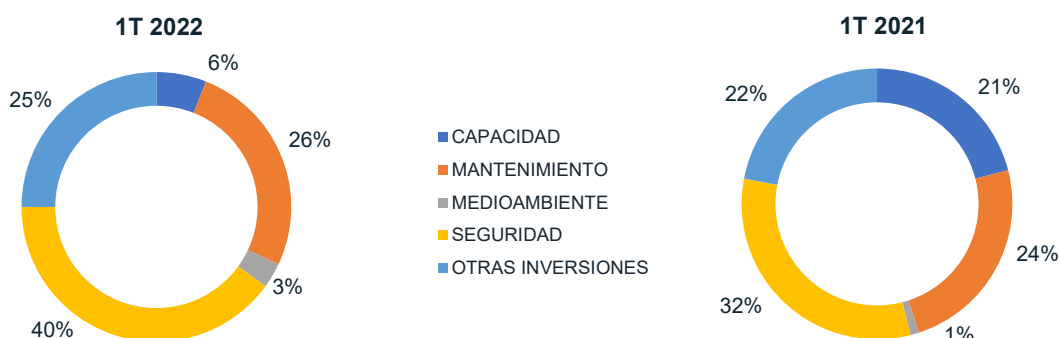 1T 2022
6%
25%
26%
3%
40%
CAPACIDAD
MANTENIMIENTO
MEDIOAMBIENTE
SEGURIDAD
OTRAS INVERSIONES
1T 2021
21%
22%
24%
32%
1%